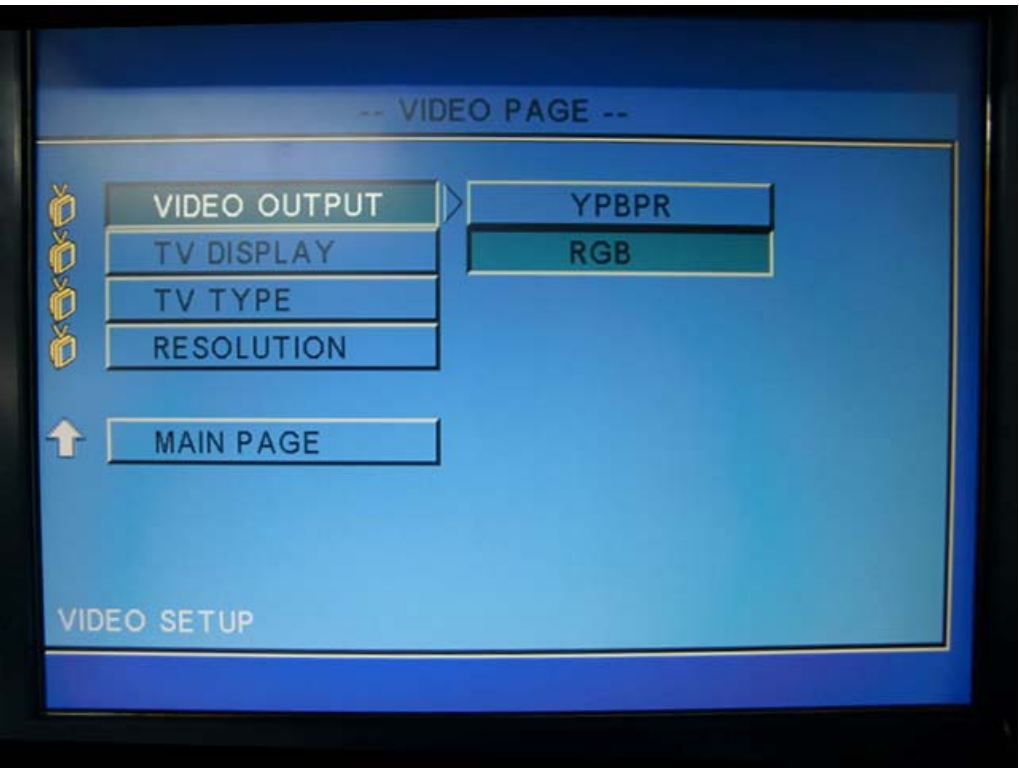 -- VIDEO PAGE --
VIDEO OUTPUT YPBPR
TV DISPLAY RGB
TV TYPE
RESOLUTION
MAIN PAGE
VIDEO SETUP